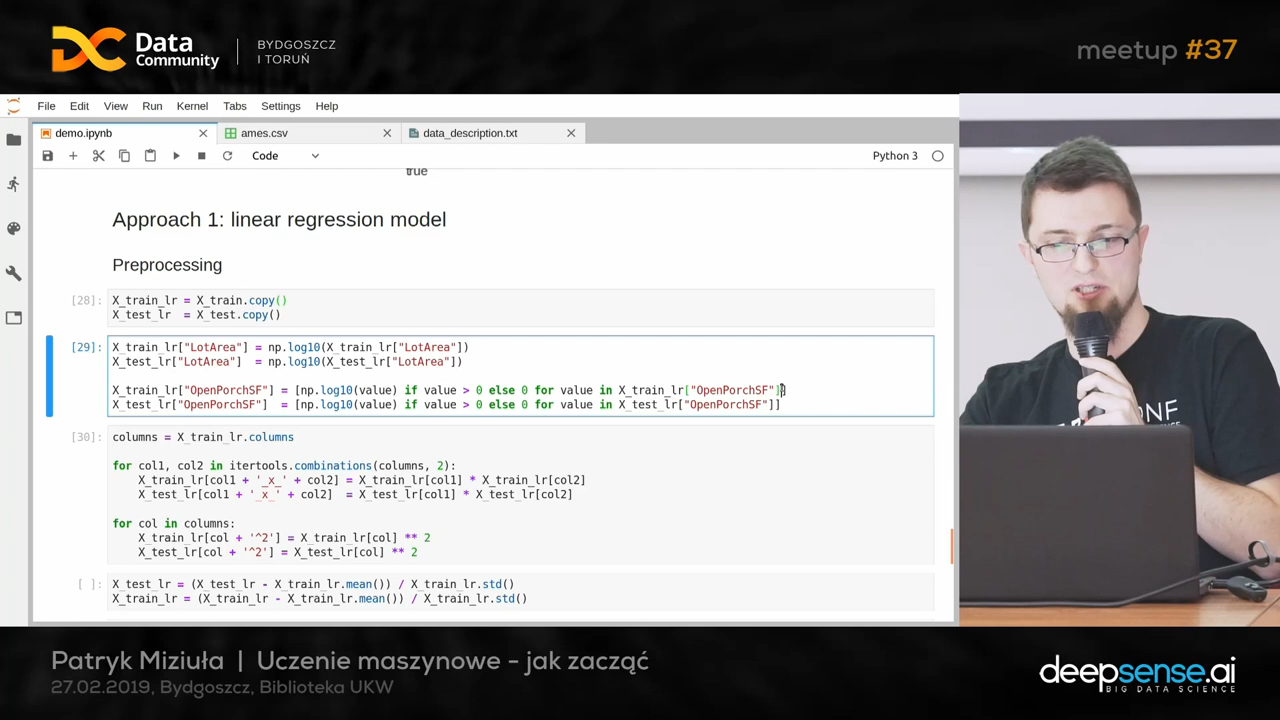 Data
Community
BYDGOSZCZ
I TORUŃ
meetup #37
File Edit View Run Kernel Tabs Settings Help
demo.ipynb
ames.csv
data_description.txt
Code
Python 3
true
Approach 1: linear regression model
Preprocessing
[28]:
X_train_lr = X_train.copy()
X_test_lr  = X_test.copy()
[29]:
X_train_lr["LotArea"] = np.log10(X_train_lr["LotArea"])
X_test_lr["LotArea"]  = np.log10(X_test_lr["LotArea"])
X_train_lr["OpenPorchSF"] = [np.log10(value) if value > 0 else 0 for value in X_train_lr["OpenPorchSF"]]
X_test_lr["OpenPorchSF"]  = [np.log10(value) if value > 0 else 0 for value in X_test_lr["OpenPorchSF"]]
[30]:
columns = X_train_lr.columns
for col1, col2 in itertools.combinations(columns, 2):
    X_train_lr[col1 + '_x_' + col2] = X_train_lr[col1] * X_train_lr[col2]
    X_test_lr[col1 + '_x_' + col2]  = X_test_lr[col1] * X_test_lr[col2]
for col in columns:
    X_train_lr[col + '^2'] = X_train_lr[col] ** 2
    X_test_lr[col + '^2'] = X_test_lr[col] ** 2
[ ]:
X_test_lr = (X_test_lr - X_train_lr.mean()) / X_train_lr.std()
X_train_lr = (X_train_lr - X_train_lr.mean()) / X_train_lr.std()
Patryk Miziuła | Uczenie maszynowe - jak zacząć
27.02.2019, Bydgoszcz, Biblioteka UKW
deepsense.ai
BIG DATA SCIENCE